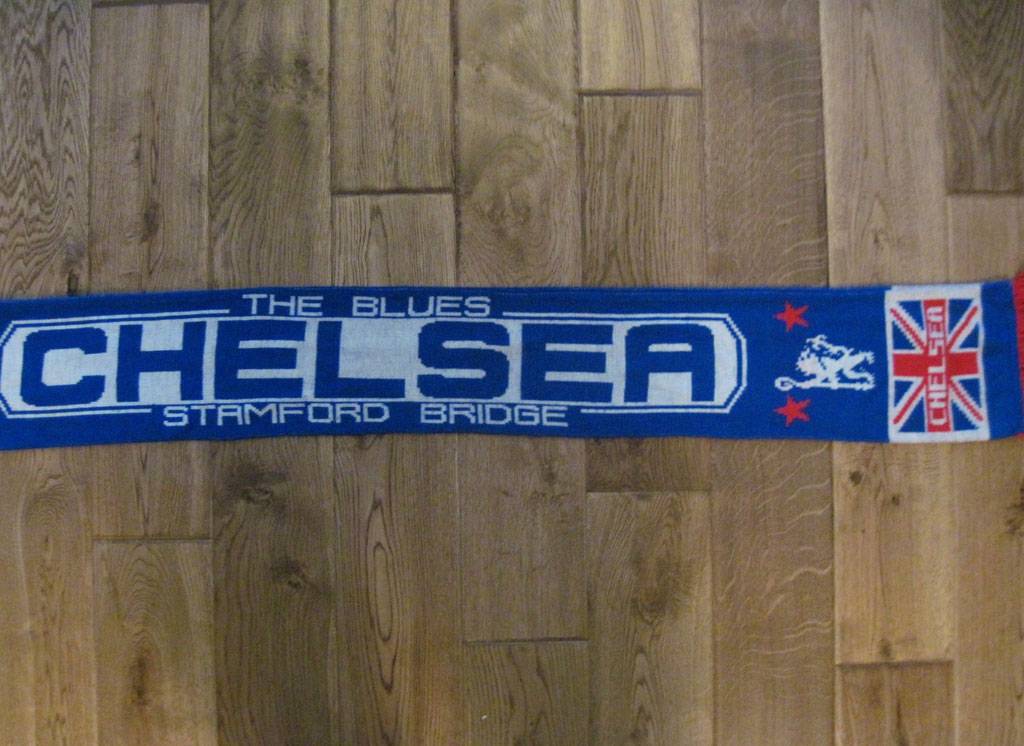 THE BLUES
CHELSEA
STAMFORD BRIDGE
CHELSEA